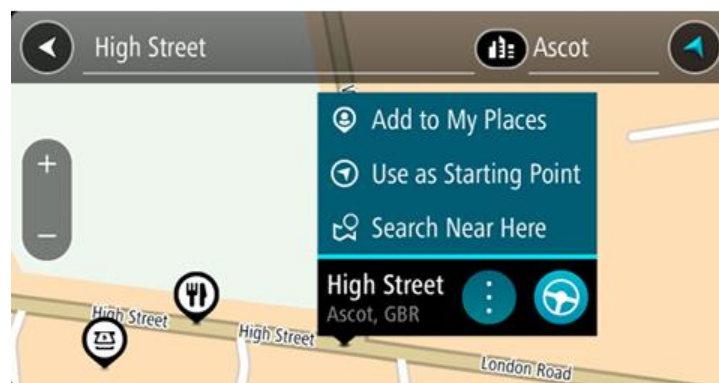 High Street
Ascot
Add to My Places
Use as Starting Point
Search Near Here
High Street
Ascot, GBR
High Street
High Street
London Road